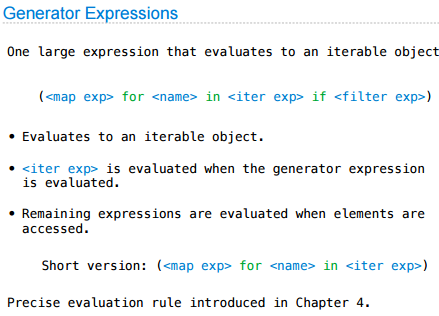 Generator Expressions
One large expression that evaluates to an iterable object
(<map exp> for <name> in <iter exp> if <filter exp>)
• Evaluates to an iterable object.
• <iter exp> is evaluated when the generator expression
is evaluated.
• Remaining expressions are evaluated when elements are
accessed.
Short version: (<map exp> for <name> in <iter exp>)
Precise evaluation rule introduced in Chapter 4.